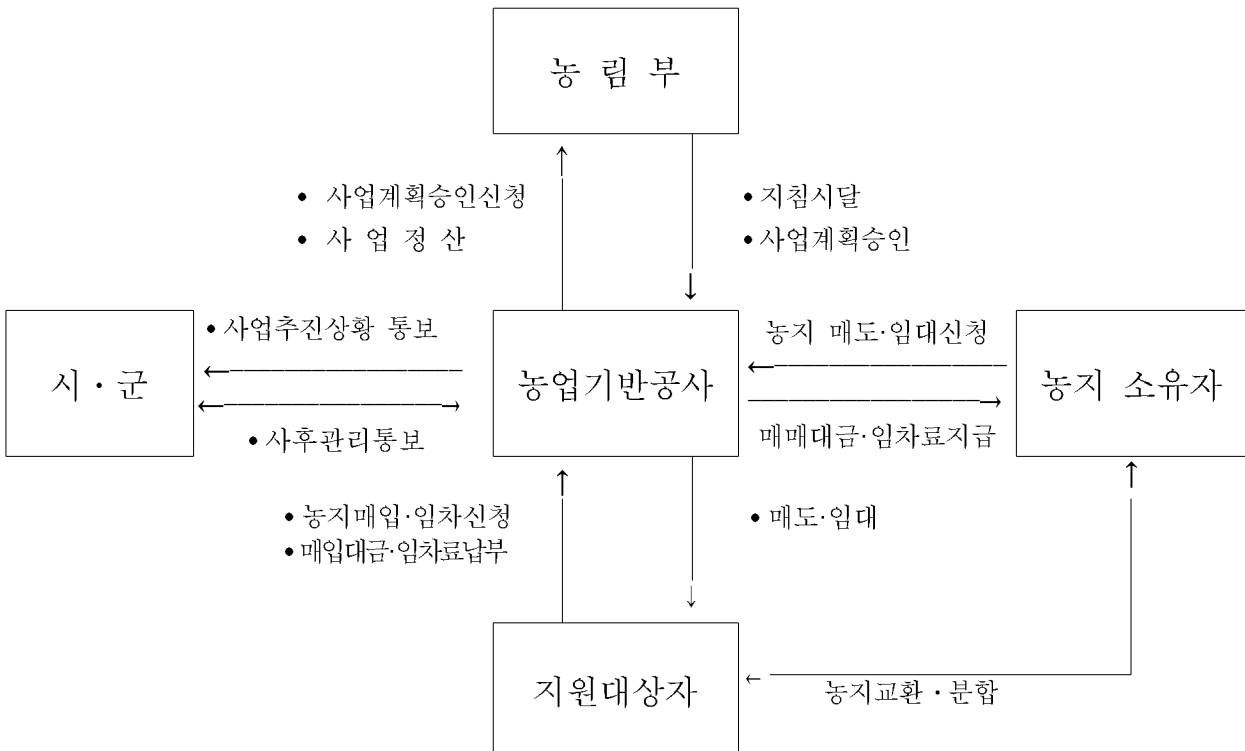 농 림 부
• 사업계획승인신청
• 사 업 정 산
• 지침시달
• 사업계획승인
• 사업추진상황 통보
시 · 군
• 사후관리통보
농업기반공사
농지 매도·임대신청
매매대금·임차료지급
농지 소유자
• 농지매입·임차신청
• 매입대금·임차료납부
• 매도·임대
지원대상자
농지교환 · 분합